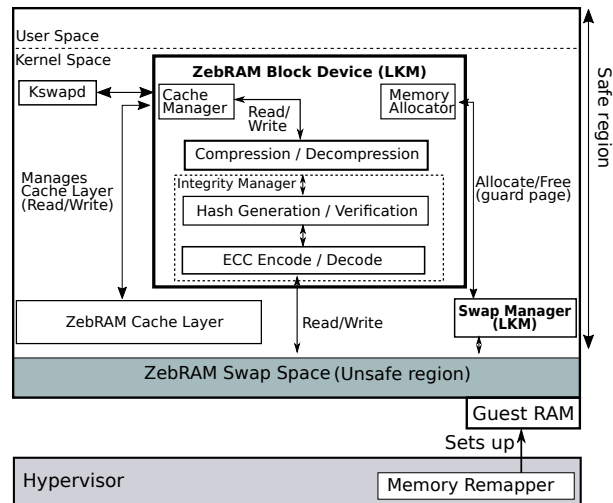 User Space
Kernel Space
ZebRAM Block Device (LKM)
Kswapd
Cache
Manager
Memory
Allocator
Read/
Write
Compression / Decompression
Safe region
Manages
Cache Layer
(Read/Write)
Integrity Manager
Hash Generation / Verification
Allocate/Free
(guard page)
ECC Encode / Decode
ZebRAM Cache Layer
Read/Write
Swap Manager
(LKM)
ZebRAM Swap Space (Unsafe region)
Guest RAM
Sets up
Hypervisor
Memory Remapper